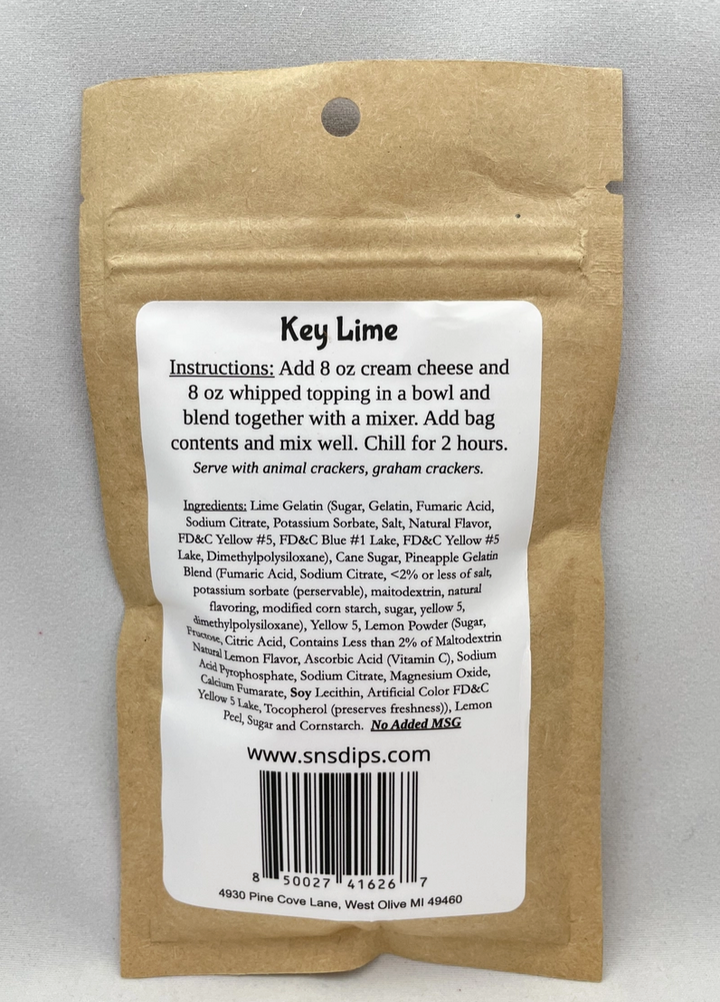 Key Lime
Instructions: Add 8 oz cream cheese and
8 oz whipped topping in a bowl and
blend together with a mixer. Add bag
contents and mix well. Chill for 2 hours.
Serve with animal crackers, graham crackers.
Ingredients: Lime Gelatin (Sugar, Gelatin, Fumaric Acid,
Sodium Citrate, Potassium Sorbate, Salt, Natural Flavor,
FD&C Yellow #5, FD&C Blue #1 Lake, FD&C Yellow #5
Lake, Dimethylpolysiloxane), Cane Sugar, Pineapple Gelatin
Blend (Fumaric Acid, Sodium Citrate, <2% or less of salt,
potassium sorbate (perservable), maitodextrin, natural
flavoring, modified corn starch, sugar, yellow 5,
dimethylpolysiloxane), Yellow 5, Lemon Powder (Sugar,
Fructose, Citric Acid, Contains Less than 2% of Maltodextrin
Natural Lemon Flavor, Ascorbic Acid (Vitamin C), Sodium
Acid Pyrophosphate, Sodium Citrate, Magnesium Oxide,
Calcium Fumarate, Soy Lecithin, Artificial Color FD&C
Yellow 5 Lake, Tocopherol (preserves freshness)), Lemon
Peel, Sugar and Cornstarch. No Added MSG
www.snsdips.com
8 50027 41626 7
4930 Pine Cove Lane, West Olive MI 49460